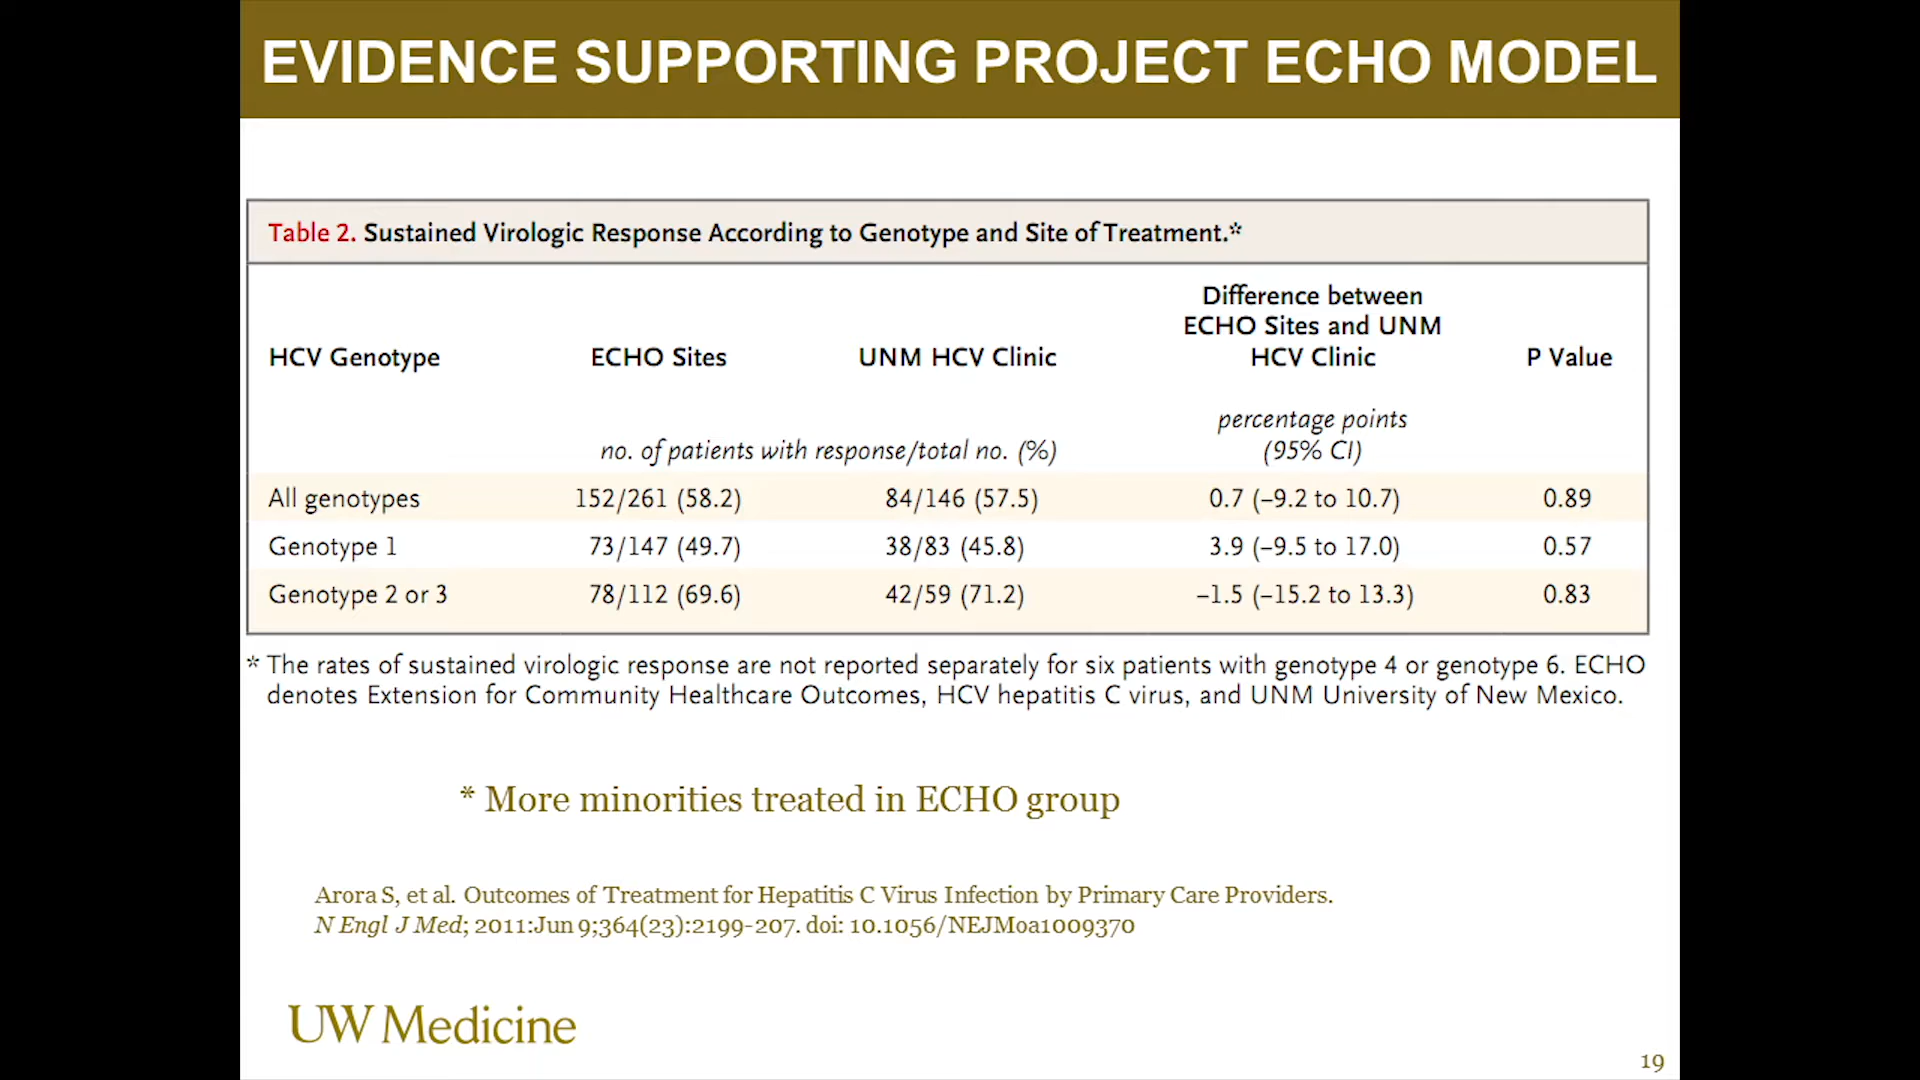 EVIDENCE SUPPORTING PROJECT ECHO MODEL
Table 2. Sustained Virologic Response According to Genotype and Site of Treatment.*
HCV Genotype ECHO Sites UNM HCV Clinic Difference between ECHO Sites and UNM HCV Clinic P Value
no. of patients with response/total no. (%) percentage points (95% CI)
All genotypes 152/261 (58.2) 84/146 (57.5) 0.7 (–9.2 to 10.7) 0.89
Genotype 1 73/147 (49.7) 38/83 (45.8) 3.9 (–9.5 to 17.0) 0.57
Genotype 2 or 3 78/112 (69.6) 42/59 (71.2) –1.5 (–15.2 to 13.3) 0.83
* The rates of sustained virologic response are not reported separately for six patients with genotype 4 or genotype 6. ECHO
denotes Extension for Community Healthcare Outcomes, HCV hepatitis C virus, and UNM University of New Mexico.
* More minorities treated in ECHO group
Arora S, et al. Outcomes of Treatment for Hepatitis C Virus Infection by Primary Care Providers.
N Engl J Med; 2011:Jun 9;364(23):2199-207. doi: 10.1056/NEJMoa1009370
UW Medicine
19